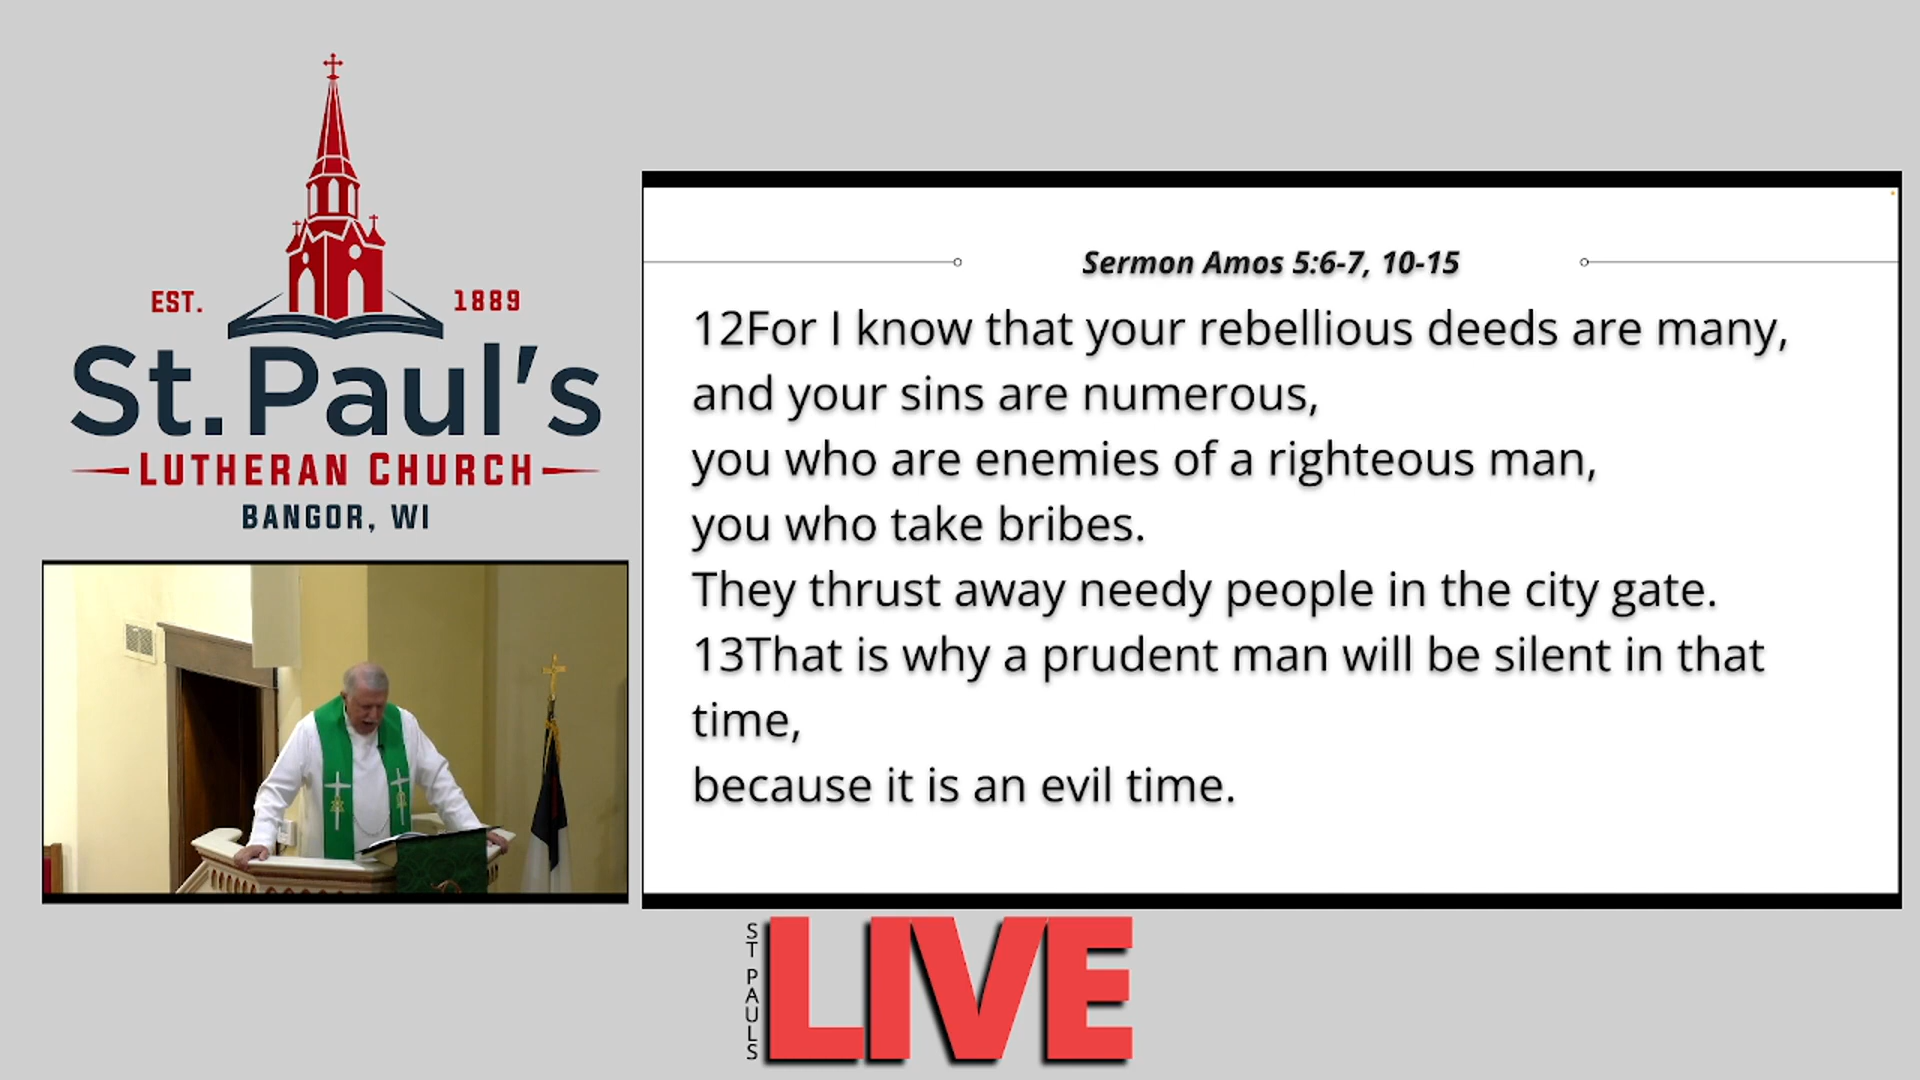 EST. 1889
St. Paul's
LUTHERAN CHURCH
BANGOR, WI
Sermon Amos 5:6-7, 10-15
12For I know that your rebellious deeds are many,
and your sins are numerous,
you who are enemies of a righteous man,
you who take bribes.
They thrust away needy people in the city gate.
13That is why a prudent man will be silent in that
time,
because it is an evil time.
ST PAULS
LIVE